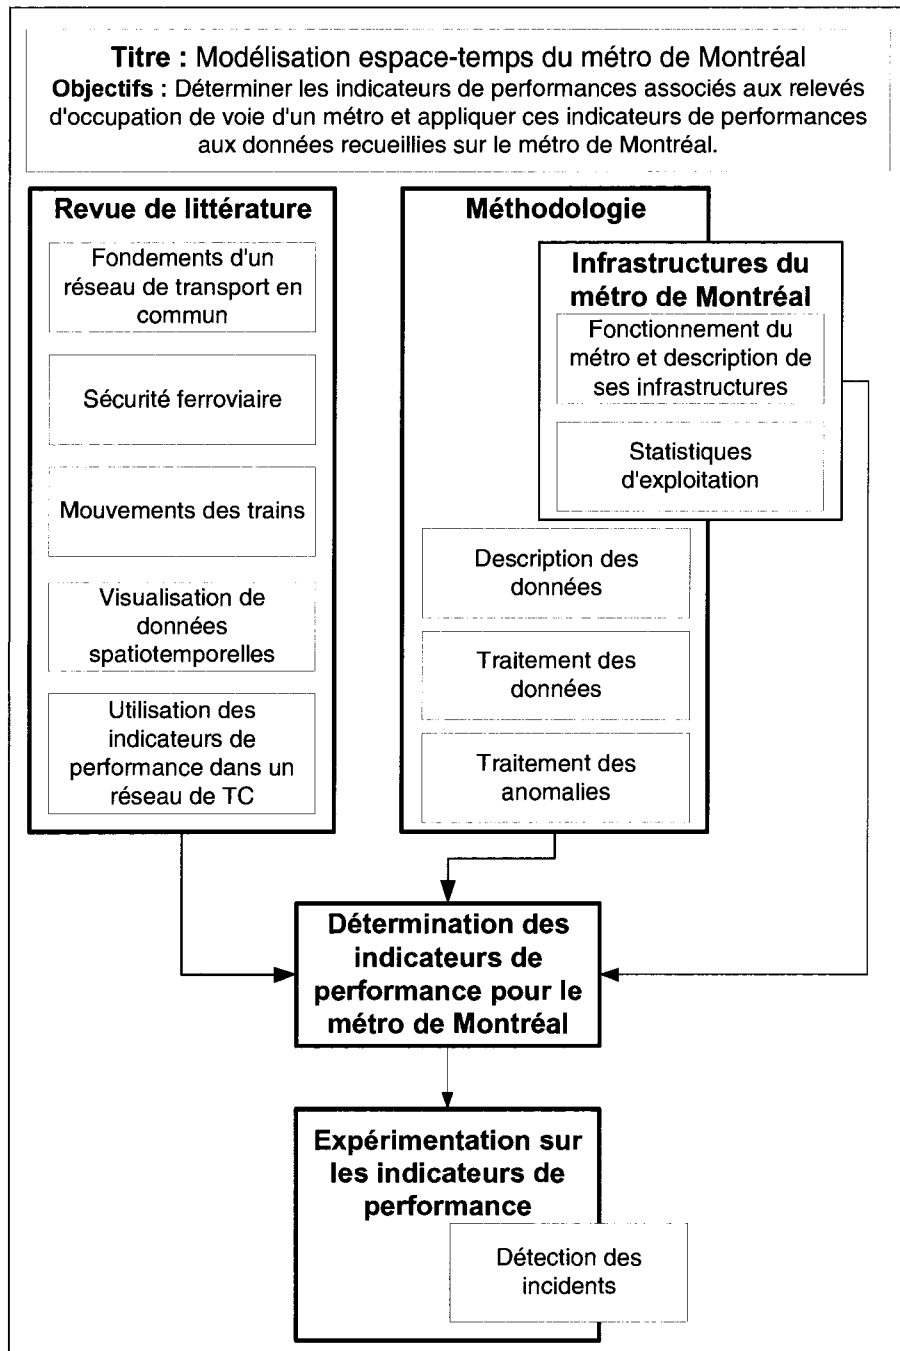 Titre : Modélisation espace-temps du métro de Montréal
Objectifs : Déterminer les indicateurs de performances associés aux relevés
d'occupation de voie d'un métro et appliquer ces indicateurs de performances
aux données recueillies sur le métro de Montréal.
Revue de littérature
Fondements d'un
réseau de transport en
commun
Sécurité ferroviaire
Mouvements des trains
Visualisation de
données
spatiotemporelles
Utilisation des
indicateurs de
performance dans un
réseau de TC
Méthodologie
Infrastructures du
métro de Montréal
Fonctionnement du
métro et description de
ses infrastructures
Statistiques
d'exploitation
Description des
données
Traitement des
données
Traitement des
anomalies
Détermination des
indicateurs de
performance pour le
métro de Montréal
Expérimentation sur
les indicateurs de
performance
Détection des
incidents